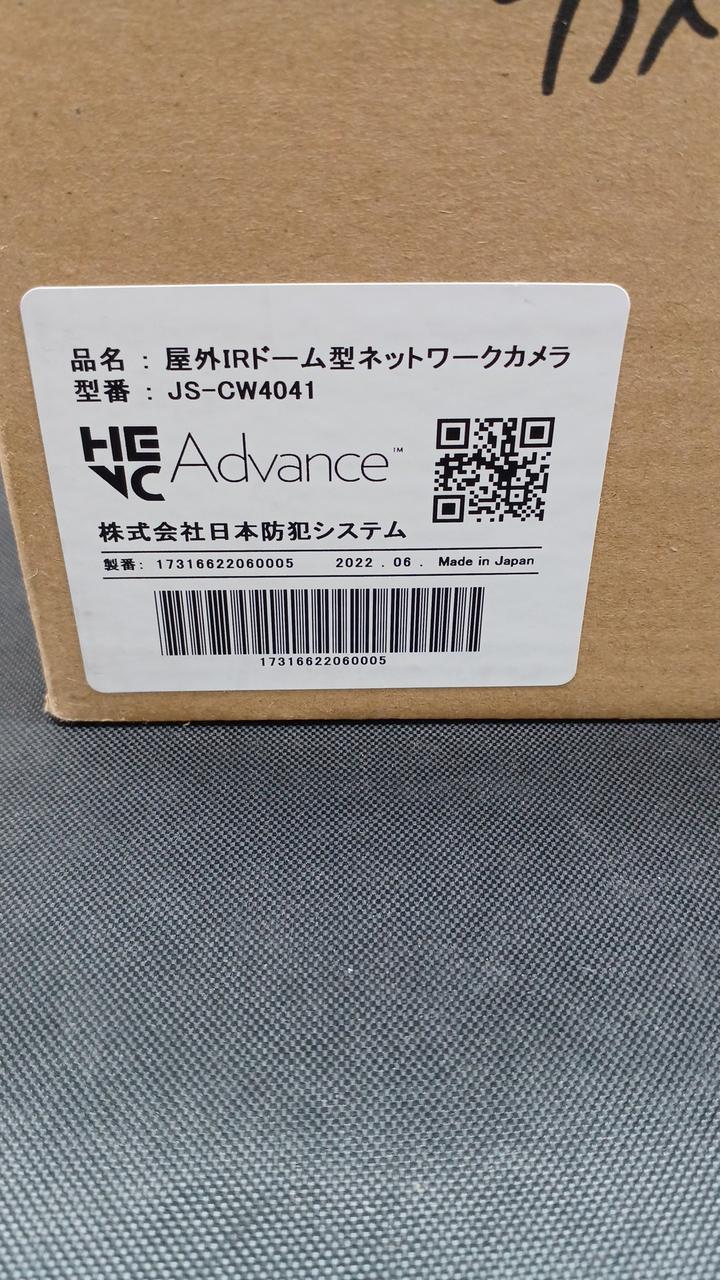 品名 : 屋外IRドーム型ネットワークカメラ
型番 : JS-CW4041
HEVC Advance™
株式会社日本防犯システム
製番: 17316622060005 2022 . 06 . Made in Japan
17316622060005